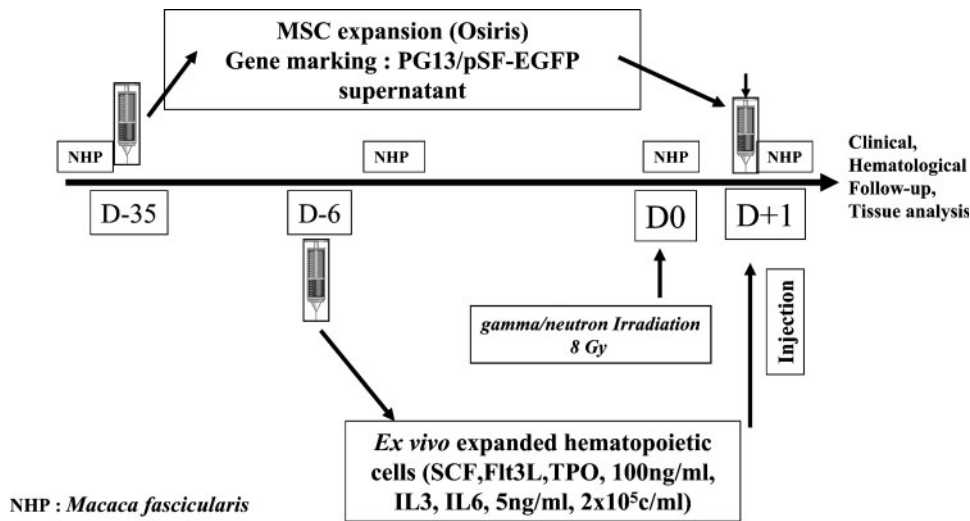 MSC expansion (Osiris)
Gene marking : PG13/pSF-EGFP
supernatant
NHP
NHP
NHP
NHP
Clinical,
Hematological
Follow-up,
Tissue analysis
D-35
D-6
D0
D+1
gamma/neutron Irradiation
8 Gy
Injection
Ex vivo expanded hematopoietic
cells (SCF,Flt3L,TPO, 100ng/ml,
IL3, IL6, 5ng/ml, 2x10⁵c/ml)
NHP : Macaca fascicularis